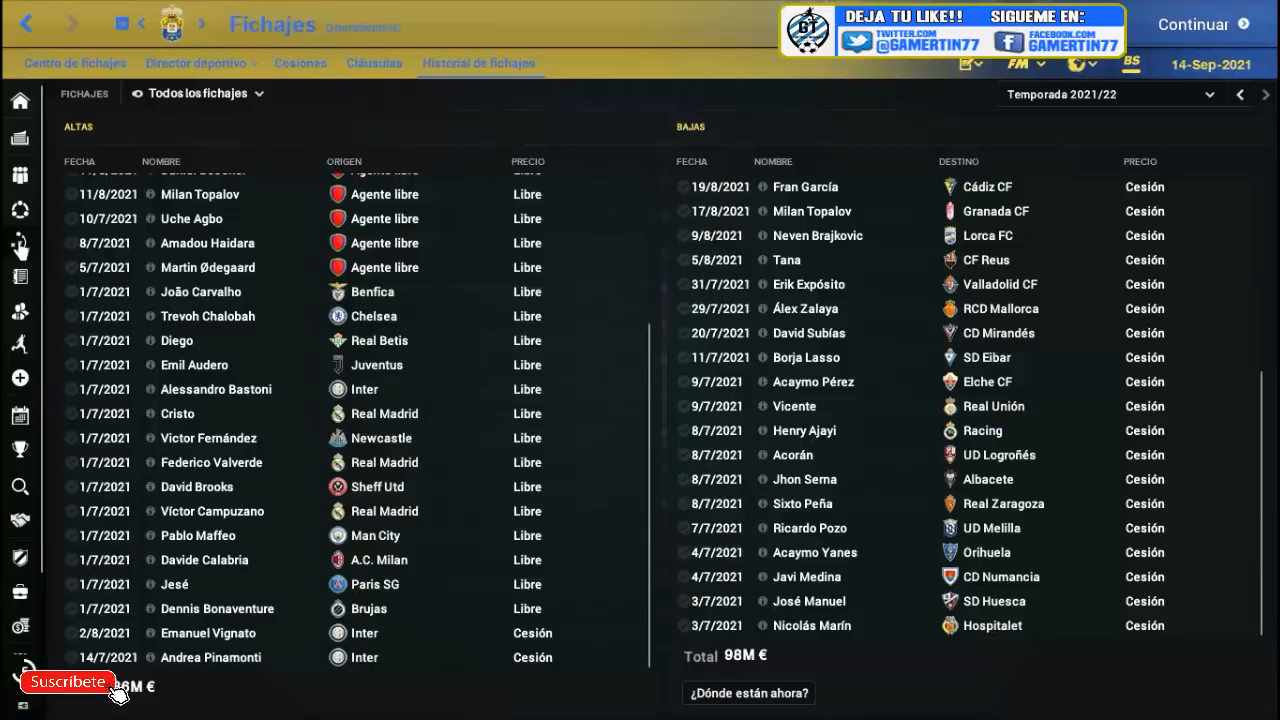 Fichajes
DEJA TU LIKE!! SIGUEME EN:
TWITTER.COM @GAMERTIN77
FACEBOOK.COM GAMERTIN77
GT
Continuar
Centro de fichajes Director deportivo Cesiones Cláusulas Historial de fichajes
FM BS 14-Sep-2021
FICHAJES Todos los fichajes
Temporada 2021/22
ALTAS
FECHA NOMBRE ORIGEN PRECIO
Agente libre Libre
11/8/2021 Milan Topalov Agente libre Libre
10/7/2021 Uche Agbo Agente libre Libre
8/7/2021 Amadou Haidara Agente libre Libre
5/7/2021 Martin Ødegaard Agente libre Libre
1/7/2021 João Carvalho Benfica Libre
1/7/2021 Trevoh Chalobah Chelsea Libre
1/7/2021 Diego Real Betis Libre
1/7/2021 Emil Audero Juventus Libre
1/7/2021 Alessandro Bastoni Inter Libre
1/7/2021 Cristo Real Madrid Libre
1/7/2021 Victor Fernández Newcastle Libre
1/7/2021 Federico Valverde Real Madrid Libre
1/7/2021 David Brooks Sheff Utd Libre
1/7/2021 Víctor Campuzano Real Madrid Libre
1/7/2021 Pablo Maffeo Man City Libre
1/7/2021 Davide Calabria A.C. Milan Libre
1/7/2021 Jesé Paris SG Libre
1/7/2021 Dennis Bonaventure Brujas Libre
2/8/2021 Emanuel Vignato Inter Cesión
14/7/2021 Andrea Pinamonti Inter Cesión
Suscríbete
6M €
BAJAS
FECHA NOMBRE DESTINO PRECIO
19/8/2021 Fran García Cádiz CF Cesión
17/8/2021 Milan Topalov Granada CF Cesión
9/8/2021 Neven Brajkovic Lorca FC Cesión
5/8/2021 Tana CF Reus Cesión
31/7/2021 Erik Expósito Valladolid CF Cesión
29/7/2021 Álex Zalaya RCD Mallorca Cesión
20/7/2021 David Subías CD Mirandés Cesión
11/7/2021 Borja Lasso SD Eibar Cesión
9/7/2021 Acaymo Pérez Elche CF Cesión
9/7/2021 Vicente Real Unión Cesión
8/7/2021 Henry Ajayi Racing Cesión
8/7/2021 Acorán UD Logroñés Cesión
8/7/2021 Jhon Serna Albacete Cesión
8/7/2021 Sixto Peña Real Zaragoza Cesión
7/7/2021 Ricardo Pozo UD Melilla Cesión
4/7/2021 Acaymo Yanes Orihuela Cesión
4/7/2021 Javi Medina CD Numancia Cesión
3/7/2021 José Manuel SD Huesca Cesión
3/7/2021 Nicolás Marín Hospitalet Cesión
Total 98M €
¿Dónde están ahora?